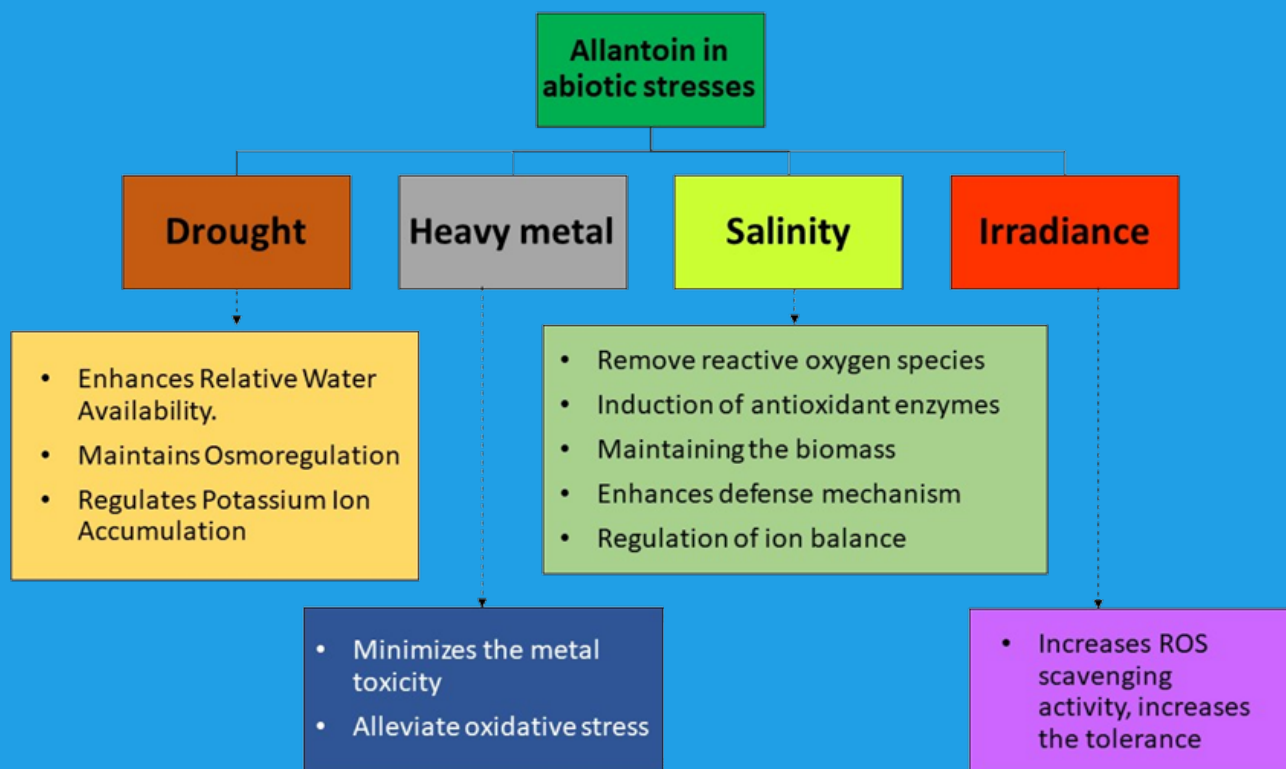 Allantoin in
abiotic stresses
Drought
Heavy metal
Salinity
Irradiance
• Enhances Relative Water
Availability.
• Maintains Osmoregulation
• Regulates Potassium Ion
Accumulation
• Remove reactive oxygen species
• Induction of antioxidant enzymes
• Maintaining the biomass
• Enhances defense mechanism
• Regulation of ion balance
• Minimizes the metal
toxicity
• Alleviate oxidative stress
• Increases ROS
scavenging
activity, increases
the tolerance